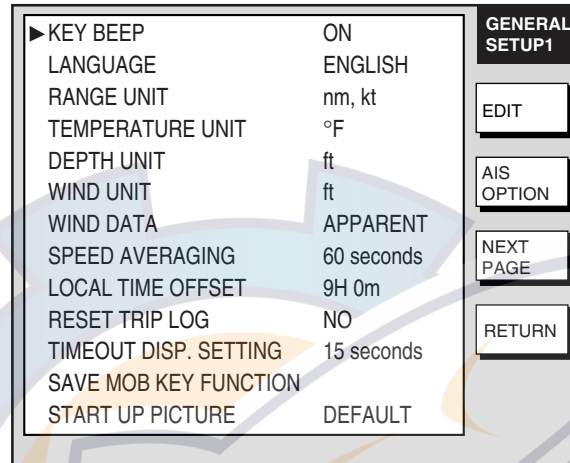 ▶KEY BEEP ON
LANGUAGE ENGLISH
RANGE UNIT nm, kt
TEMPERATURE UNIT °F
DEPTH UNIT ft
WIND UNIT ft
WIND DATA APPARENT
SPEED AVERAGING 60 seconds
LOCAL TIME OFFSET 9H 0m
RESET TRIP LOG NO
TIMEOUT DISP. SETTING 15 seconds
SAVE MOB KEY FUNCTION
START UP PICTURE DEFAULT
GENERAL
SETUP1
EDIT
AIS
OPTION
NEXT
PAGE
RETURN